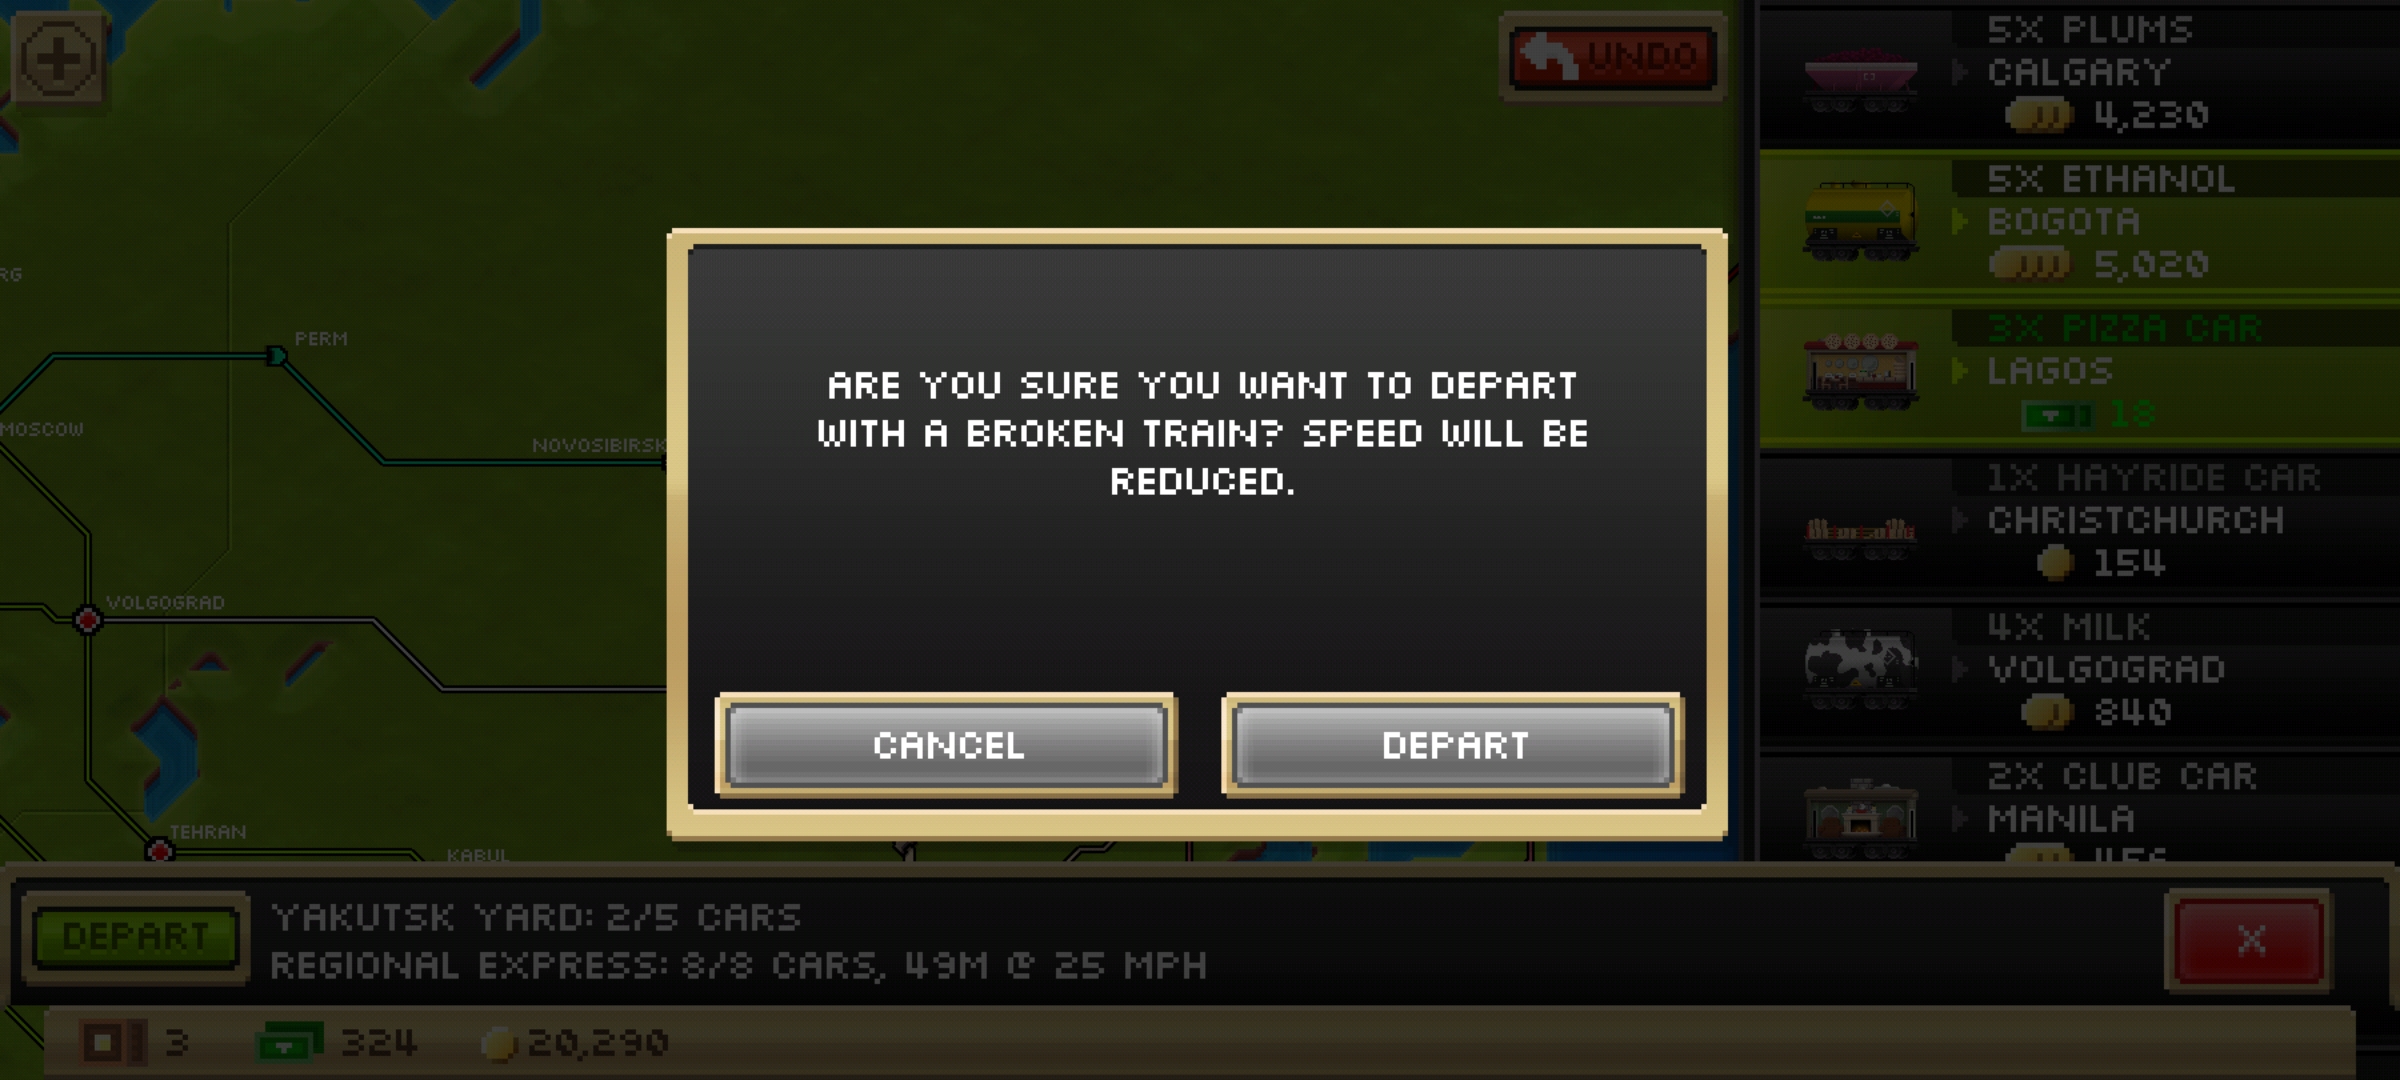 UNDO
RG
PERM
MOSCOW
NOVOSIBIRSK
VOLGOGRAD
TEHRAN
KABUL
ARE YOU SURE YOU WANT TO DEPART
WITH A BROKEN TRAIN? SPEED WILL BE
REDUCED.
CANCEL
DEPART
5X PLUMS
CALGARY
4,230
5X ETHANOL
BOGOTA
5,020
3X PIZZA CAR
LAGOS
18
1X HAYRIDE CAR
CHRISTCHURCH
154
4X MILK
VOLGOGRAD
840
2X CLUB CAR
MANILA
DEPART
YAKUTSK YARD: 2/5 CARS
REGIONAL EXPRESS: 8/8 CARS, 49M @ 25 MPH
X
3
324
20,290